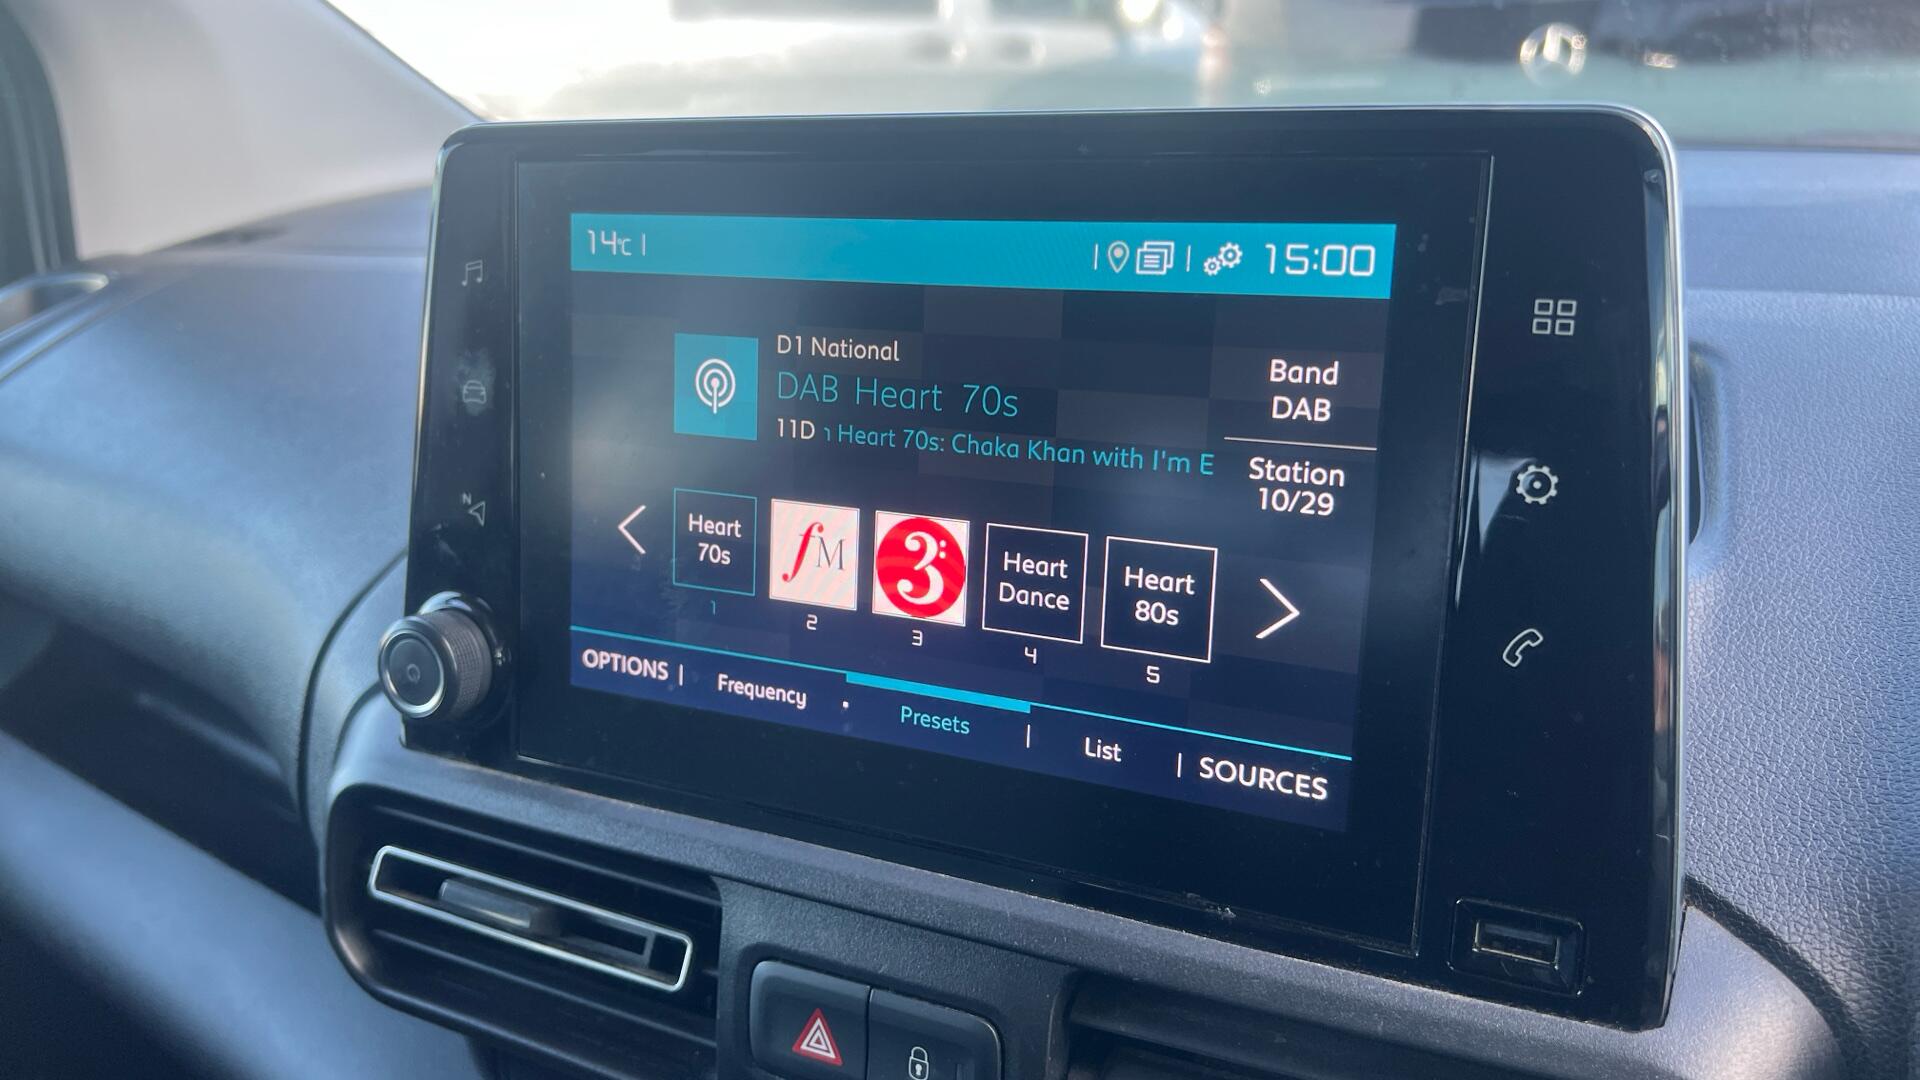 14°C
15:00
D1 National
DAB Heart 70s
11D
Heart 70s: Chaka Khan with I'm E
Band
DAB
Station
10/29
Heart
70s
1
fM
2
3:
3
Heart
Dance
4
Heart
80s
5
OPTIONS
Frequency
Presets
List
SOURCES
N